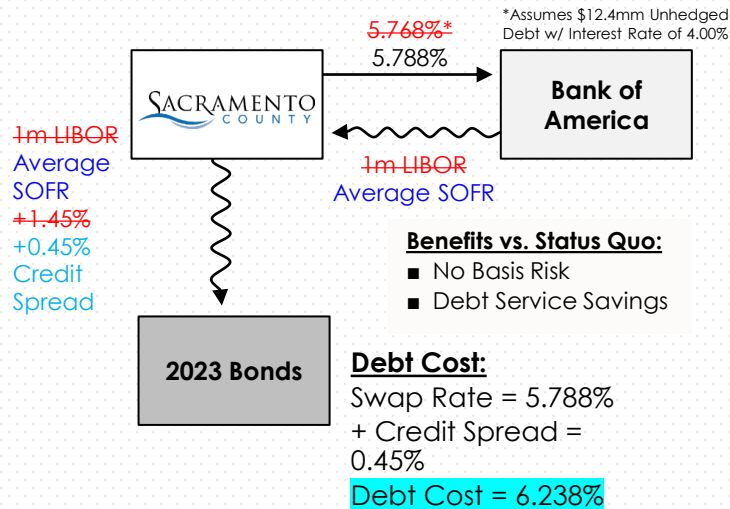 *Assumes $12.4mm Unhedged
Debt w/ Interest Rate of 4.00%
5.768%*
5.788%
SACRAMENTO
COUNTY
Bank of
America
1m LIBOR
Average SOFR
1m LIBOR
Average
SOFR
+1.45%
+0.45%
Credit
Spread
Benefits vs. Status Quo:
■ No Basis Risk
■ Debt Service Savings
2023 Bonds
Debt Cost:
Swap Rate = 5.788%
+ Credit Spread =
0.45%
Debt Cost = 6.238%